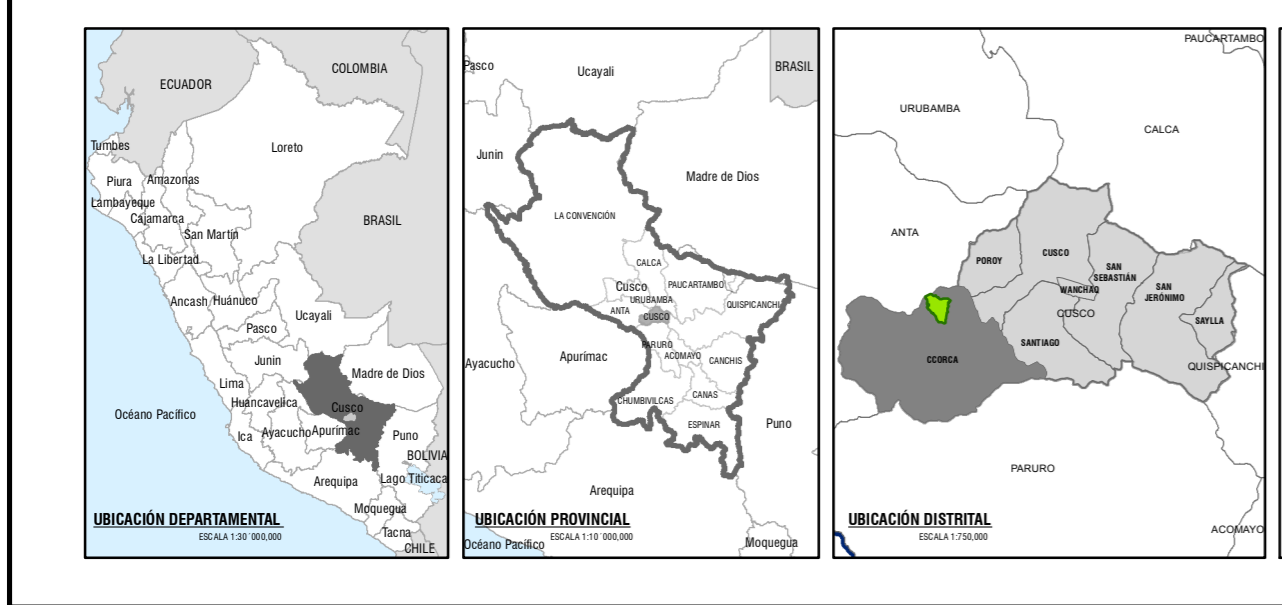 ECUADOR
COLOMBIA
Tumbes
Loreto
Piura
Amazonas
Lambayeque
Cajamarca
San Martín
BRASIL
La Libertad
Ancash
Huánuco
Ucayali
Pasco
Junin
Madre de Dios
Lima
Huancavelica
Cusco
Océano Pacífico
Ica
Ayacucho
Apurímac
Puno
BOLIVIA
Arequipa
Lago Titicaca
Moquegua
Tacna
CHILE
UBICACIÓN DEPARTAMENTAL
ESCALA 1:30´000,000
Pasco
Ucayali
BRASIL
Junin
Madre de Dios
LA CONVENCIÓN
CALCA
Cusco
PAUCARTAMBO
URUBAMBA
QUISPICANCHI
ANTA
CUSCO
PARURO
ACOMAYO
CANCHIS
Ayacucho
Apurímac
CHUMBIVILCAS
CANAS
ESPINAR
Puno
Arequipa
UBICACIÓN PROVINCIAL
ESCALA 1:10´000,000
Océano Pacífico
Moquegua
PAUCARTAMBO
URUBAMBA
CALCA
ANTA
POROY
CUSCO
SAN
SEBASTIÁN
WANCHAQ
SAN
JERÓNIMO
CUSCO
SAYLLA
SANTIAGO
CCORCA
QUISPICANCHI
PARURO
UBICACIÓN DISTRITAL
ESCALA 1:750,000
ACOMAYO